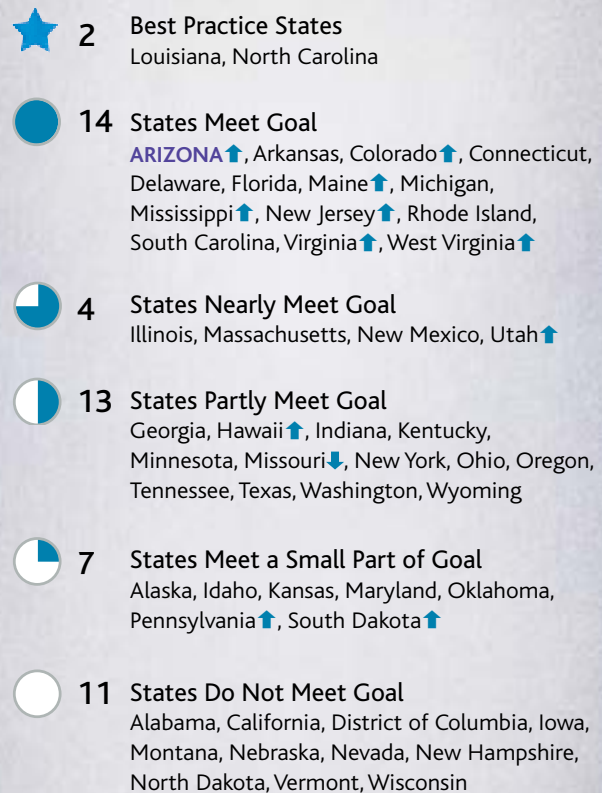 2 Best Practice States
Louisiana, North Carolina
14 States Meet Goal
ARIZONA⬆, Arkansas, Colorado⬆, Connecticut,
Delaware, Florida, Maine⬆, Michigan,
Mississippi⬆, New Jersey⬆, Rhode Island,
South Carolina, Virginia⬆, West Virginia⬆
4 States Nearly Meet Goal
Illinois, Massachusetts, New Mexico, Utah⬆
13 States Partly Meet Goal
Georgia, Hawaii⬆, Indiana, Kentucky,
Minnesota, Missouri⬇, New York, Ohio, Oregon,
Tennessee, Texas, Washington, Wyoming
7 States Meet a Small Part of Goal
Alaska, Idaho, Kansas, Maryland, Oklahoma,
Pennsylvania⬆, South Dakota⬆
11 States Do Not Meet Goal
Alabama, California, District of Columbia, Iowa,
Montana, Nebraska, Nevada, New Hampshire,
North Dakota, Vermont, Wisconsin